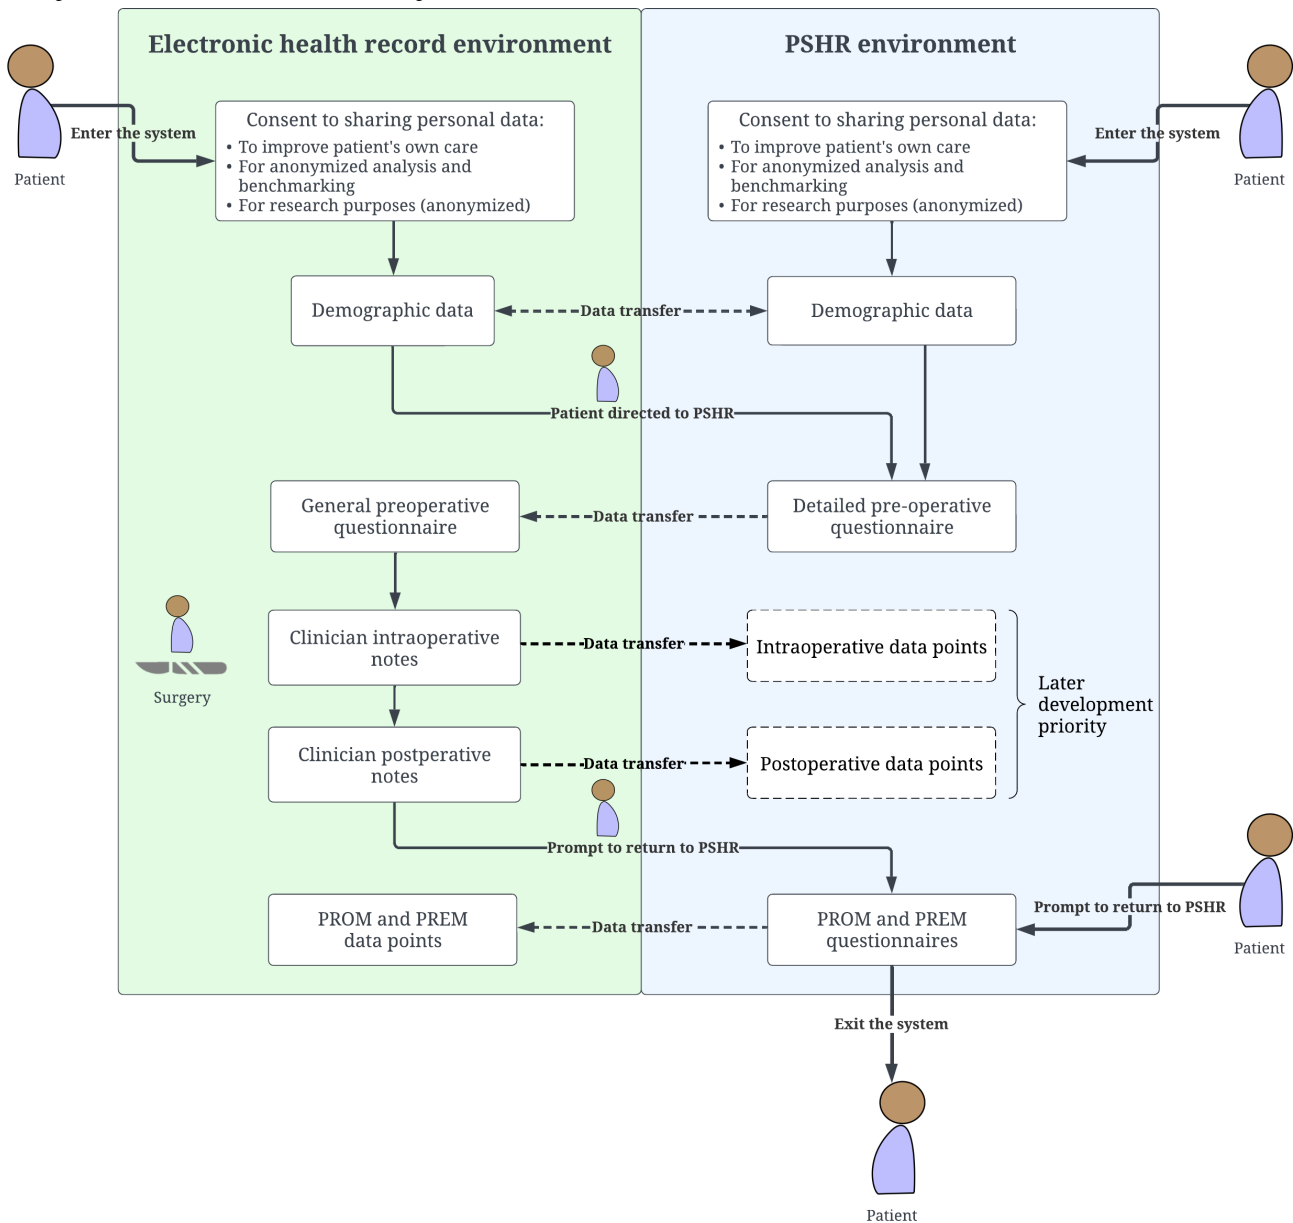 Electronic health record environment
PSHR environment
Consent to sharing personal data:
• To improve patient's own care
• For anonymized analysis and
benchmarking
• For research purposes (anonymized)
Consent to sharing personal data:
• To improve patient's own care
• For anonymized analysis and
benchmarking
• For research purposes (anonymized)
Enter the system
Enter the system
Patient
Patient
Demographic data
Data transfer
Demographic data
Patient directed to PSHR
General preoperative
questionnaire
Data transfer
Detailed pre-operative
questionnaire
Clinician intraoperative
notes
Data transfer
Intraoperative data points
Surgery
Later
development
priority
Clinician postperative
notes
Data transfer
Postoperative data points
Prompt to return to PSHR
PROM and PREM
data points
Data transfer
PROM and PREM
questionnaires
Prompt to return to PSHR
Patient
Exit the system
Patient